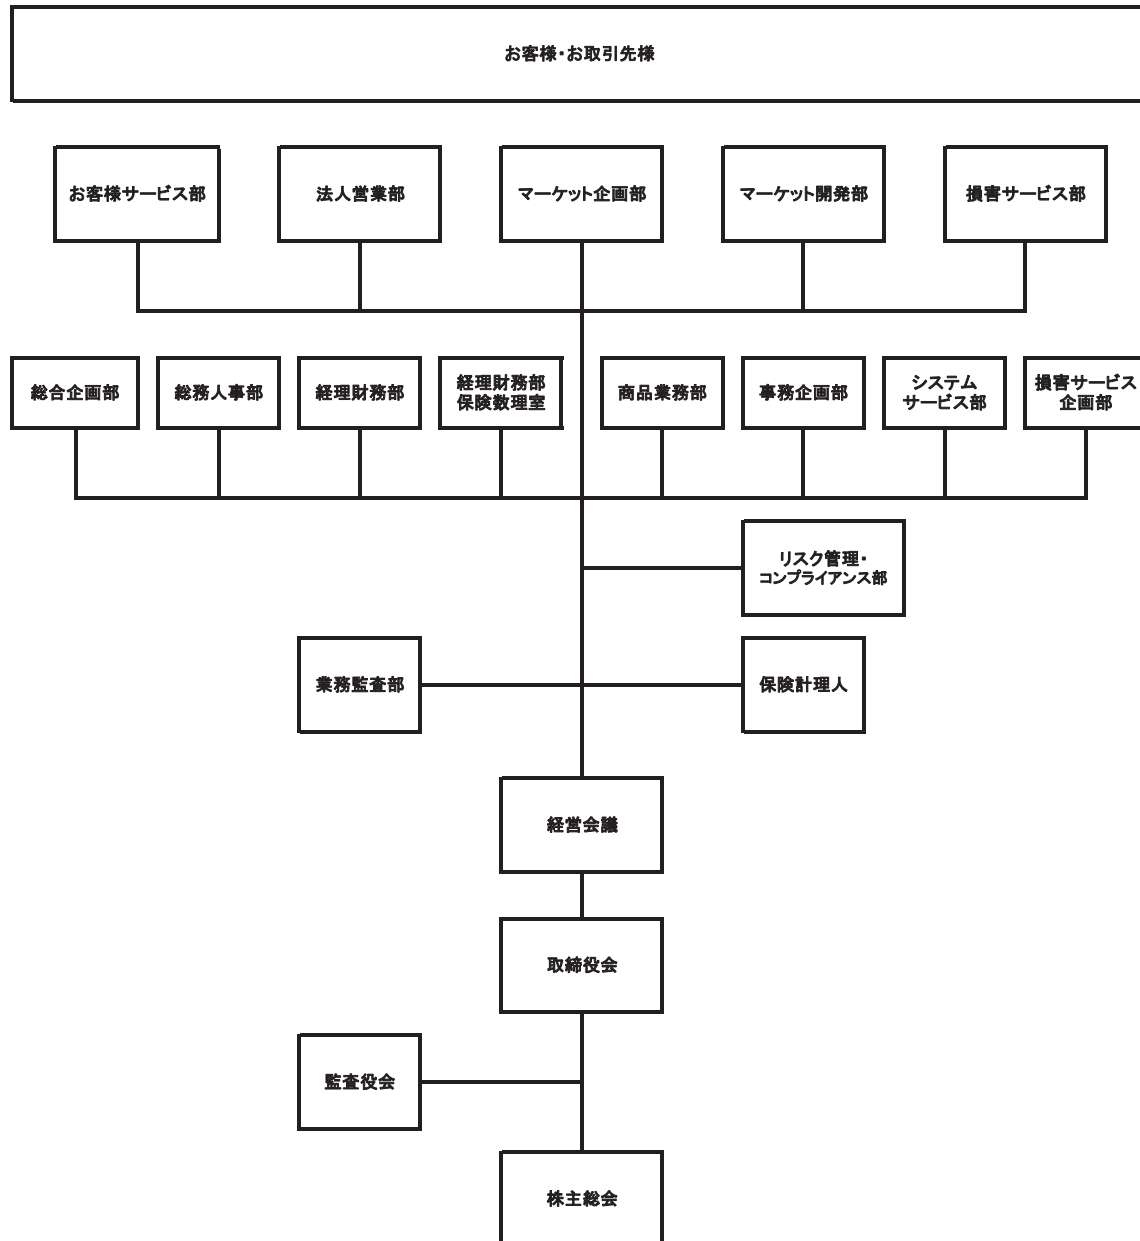 お客様・お取引先様
お客様サービス部
法人営業部
マーケット企画部
マーケット開発部
損害サービス部
総合企画部
総務人事部
経理財務部
経理財務部
保険数理室
商品業務部
事務企画部
システム
サービス部
損害サービス
企画部
リスク管理・
コンプライアンス部
業務監査部
保険計理人
経営会議
取締役会
監査役会
株主総会